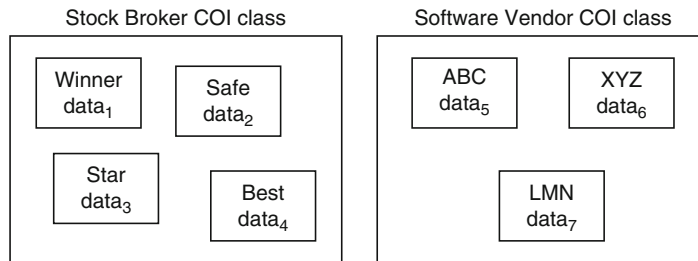 Stock Broker COI class
Winner
data₁
Safe
data₂
Star
data₃
Best
data₄
Software Vendor COI class
ABC
data₅
XYZ
data₆
LMN
data₇